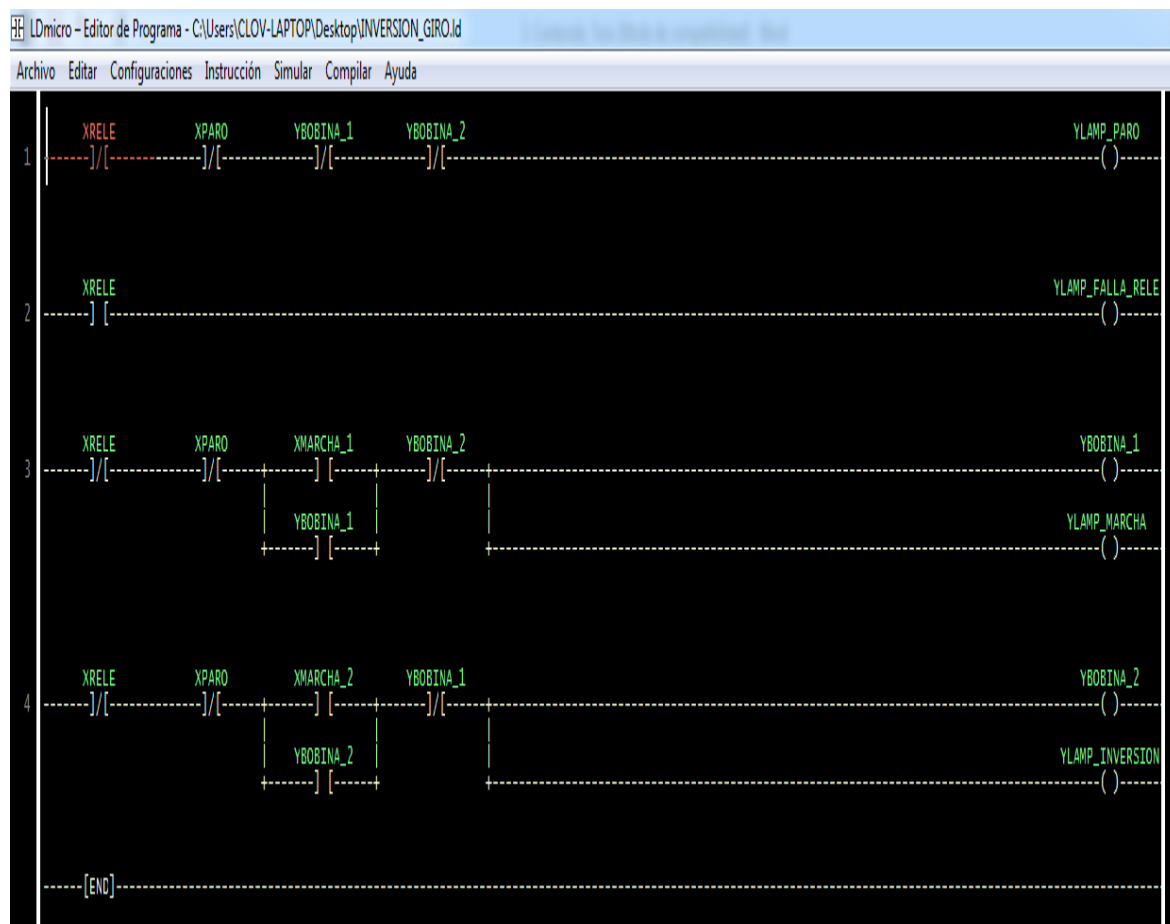 LDmicro – Editor de Programa - C:\Users\CLOV-LAPTOP\Desktop\INVERSION_GIRO.ld
Archivo Editar Configuraciones Instrucción Simular Compilar Ayuda
XRELE XPARO YBOBINA_1 YBOBINA_2 YLAMP_PARO
1 ------]/[--------------]/[--------------]/[--------------]/[------ ------( )------
XRELE YLAMP_FALLA_RELE
2 ------] [------ ------( )------
XRELE XPARO XMARCHA_1 YBOBINA_2 YBOBINA_1
3 ------]/[-------------]/[-----+------] [-----+------]/[-----+------ ------( )------
YBOBINA_1 YLAMP_MARCHA
+------] [-----+ +------ ------( )------
XRELE XPARO XMARCHA_2 YBOBINA_1 YBOBINA_2
4 ------]/[-------------]/[-----+------] [-----+------]/[-----+------ ------( )------
YBOBINA_2 YLAMP_INVERSION
+------] [-----+ +------ ------( )------
------[END]------